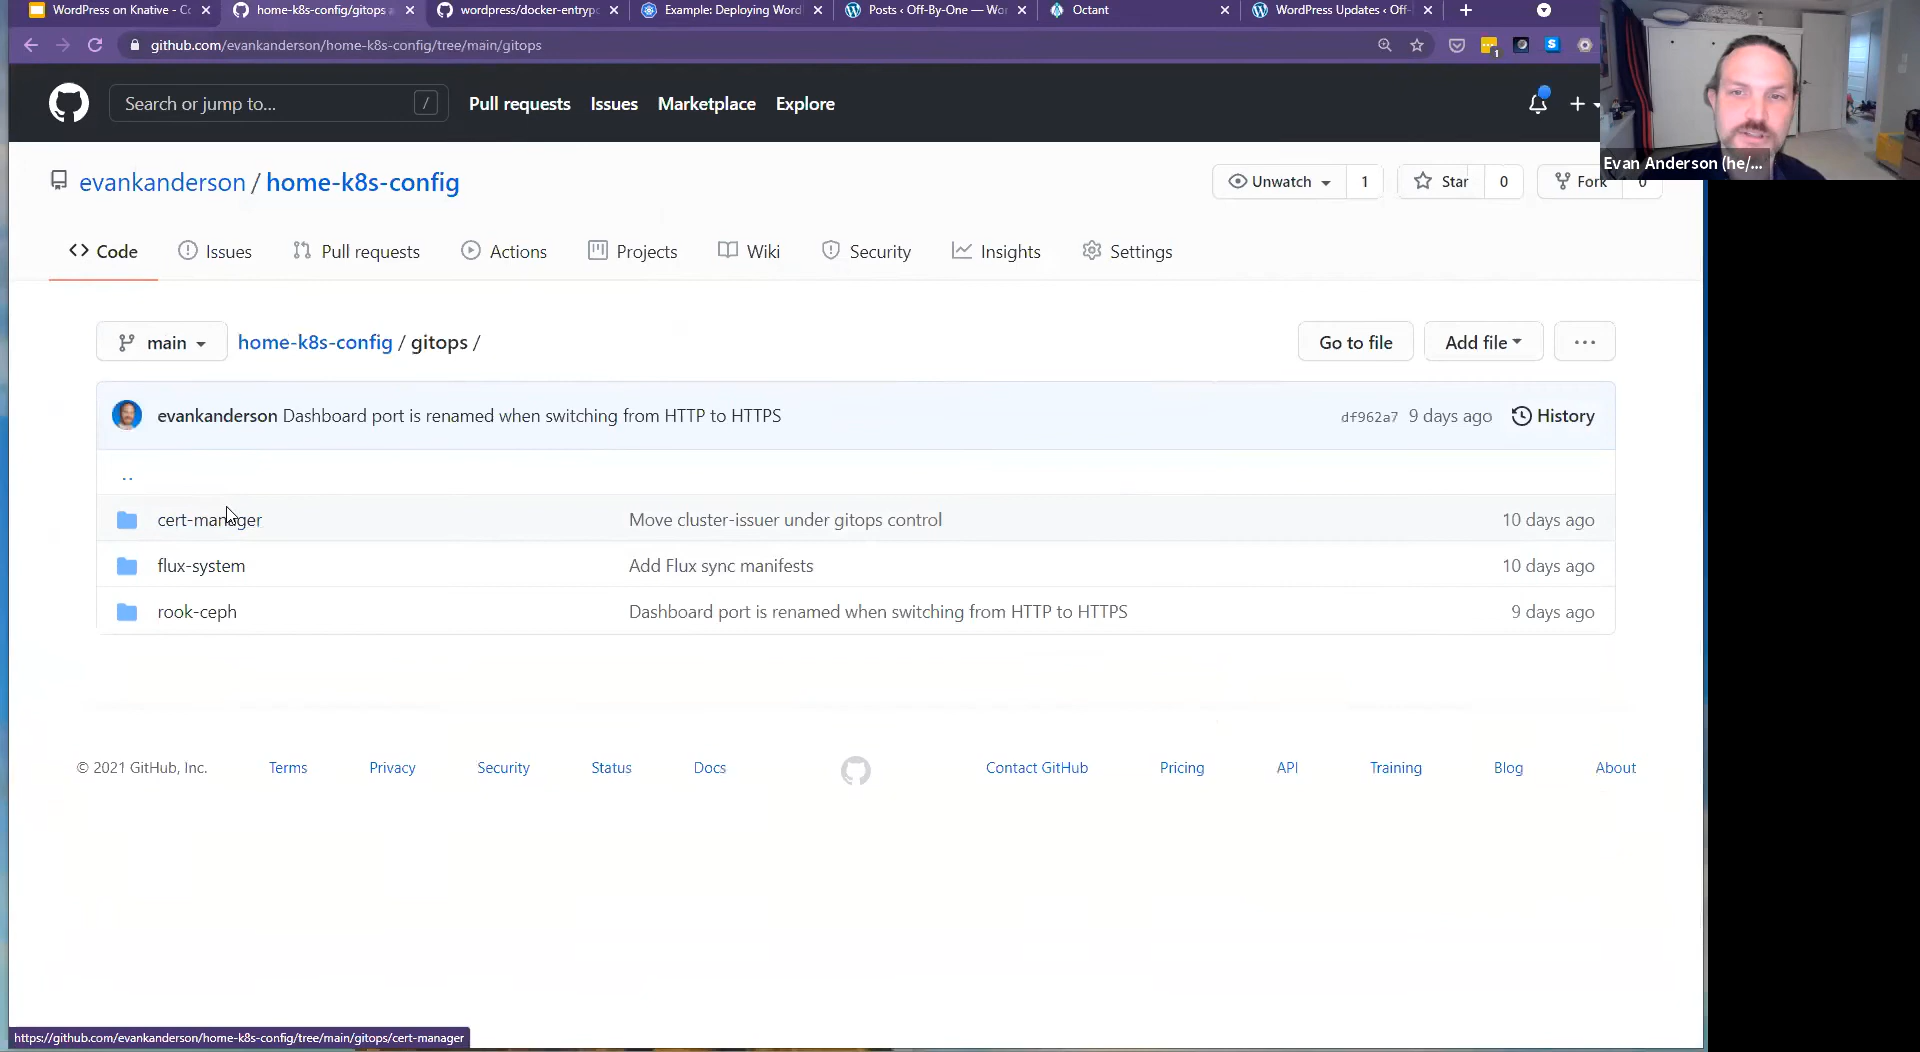 WordPress on Knative - Co
home-k8s-config/gitops a
wordpress/docker-entrypo
Example: Deploying Word
Posts ‹ Off-By-One — Wor
Octant
WordPress Updates ‹ Off-
github.com/evankanderson/home-k8s-config/tree/main/gitops
Search or jump to… /
Pull requests Issues Marketplace Explore
Evan Anderson (he/...
evankanderson / home-k8s-config
Unwatch 1 Star 0 Fork 0
Code Issues Pull requests Actions Projects Wiki Security Insights Settings
main home-k8s-config / gitops / Go to file Add file ...
evankanderson Dashboard port is renamed when switching from HTTP to HTTPS df962a7 9 days ago History
..
cert-manager Move cluster-issuer under gitops control 10 days ago
flux-system Add Flux sync manifests 10 days ago
rook-ceph Dashboard port is renamed when switching from HTTP to HTTPS 9 days ago
© 2021 GitHub, Inc. Terms Privacy Security Status Docs Contact GitHub Pricing API Training Blog About
https://github.com/evankanderson/home-k8s-config/tree/main/gitops/cert-manager